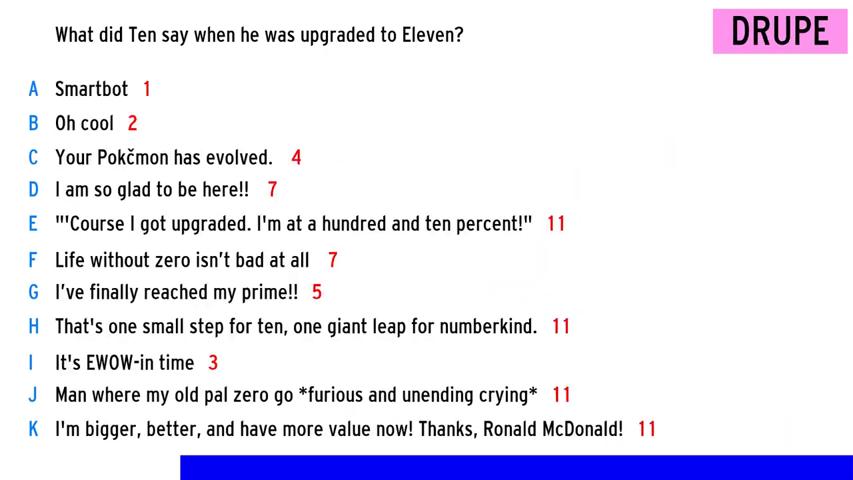 What did Ten say when he was upgraded to Eleven?
DRUPE
A Smartbot 1
B Oh cool 2
C Your Pokčmon has evolved. 4
D I am so glad to be here!! 7
E "'Course I got upgraded. I'm at a hundred and ten percent!" 11
F Life without zero isn’t bad at all 7
G I’ve finally reached my prime!! 5
H That's one small step for ten, one giant leap for numberkind. 11
I It's EWOW-in time 3
J Man where my old pal zero go *furious and unending crying* 11
K I'm bigger, better, and have more value now! Thanks, Ronald McDonald! 11